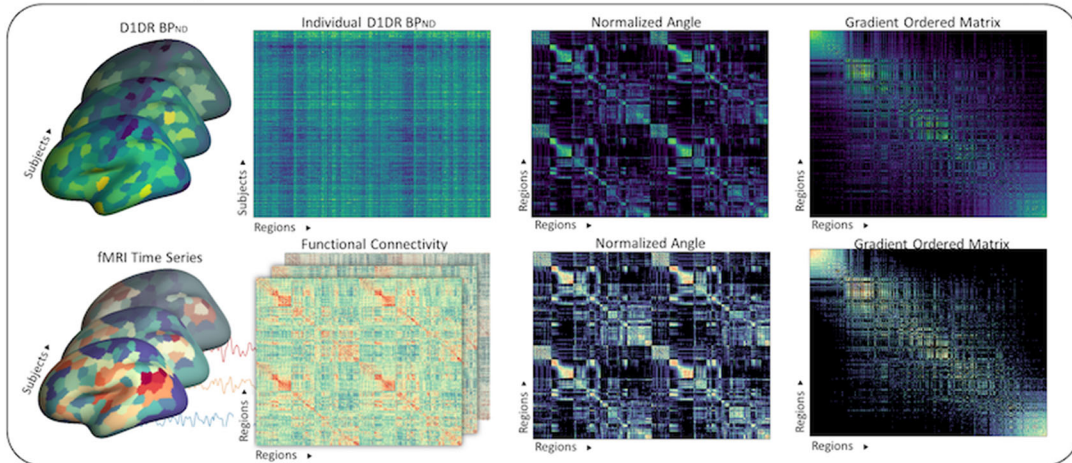 D1DR BPND
Individual D1DR BPND
Normalized Angle
Gradient Ordered Matrix
Subjects ►
Subjects ►
Regions ►
Regions ►
Regions ►
Regions ►
Regions ►
fMRI Time Series
Functional Connectivity
Normalized Angle
Gradient Ordered Matrix
Subjects ►
Regions ►
Regions ►
Regions ►
Regions ►
Regions ►
Regions ►